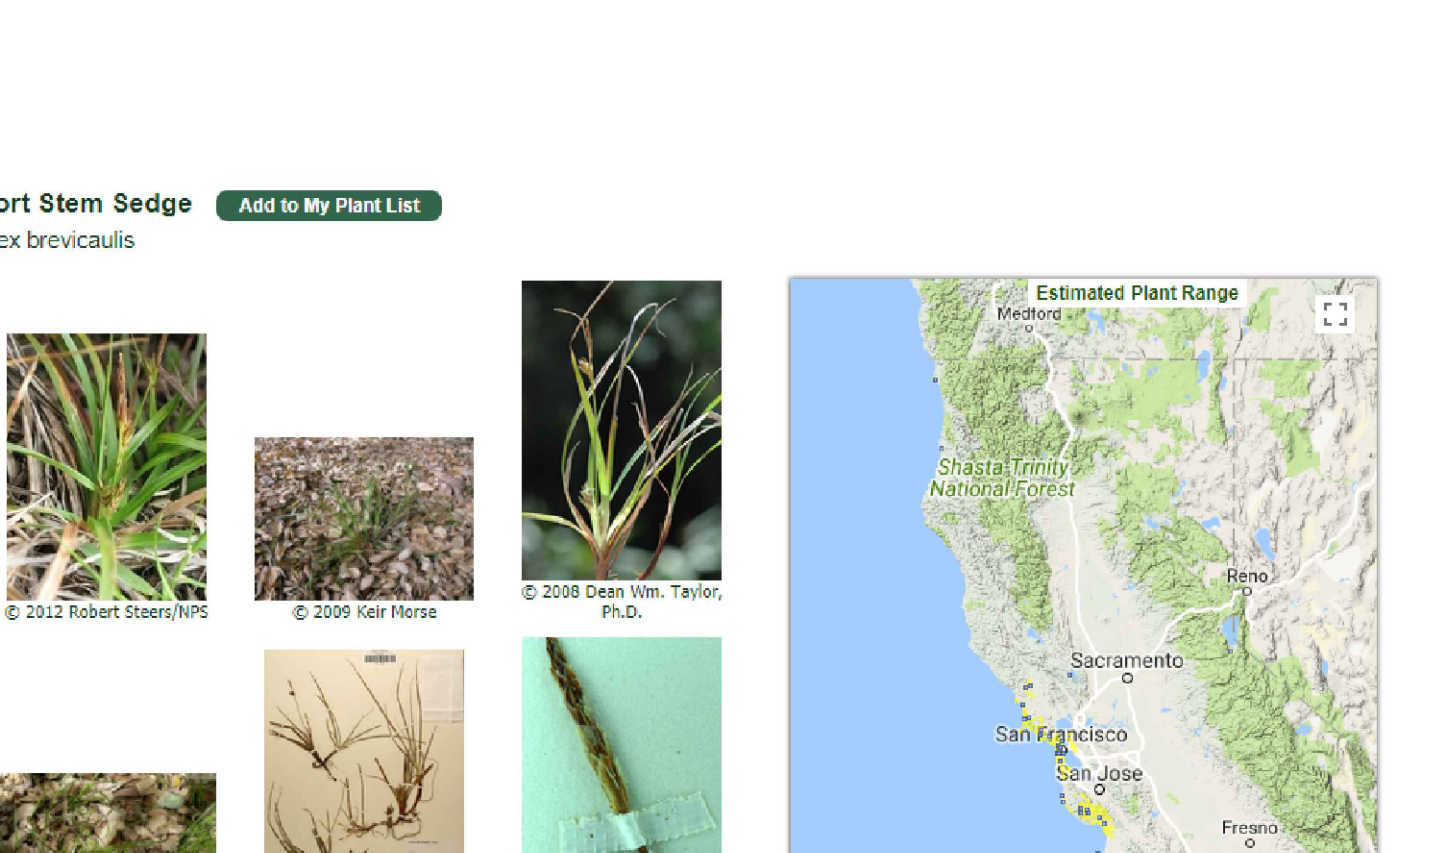 ort Stem Sedge
Add to My Plant List
ex brevicaulis
© 2012 Robert Steers/NPS
© 2009 Keir Morse
© 2008 Dean Wm. Taylor,
Ph.D.
Estimated Plant Range
Medford
Shasta-Trinity
National Forest
Reno
Sacramento
San Francisco
San Jose
Fresno